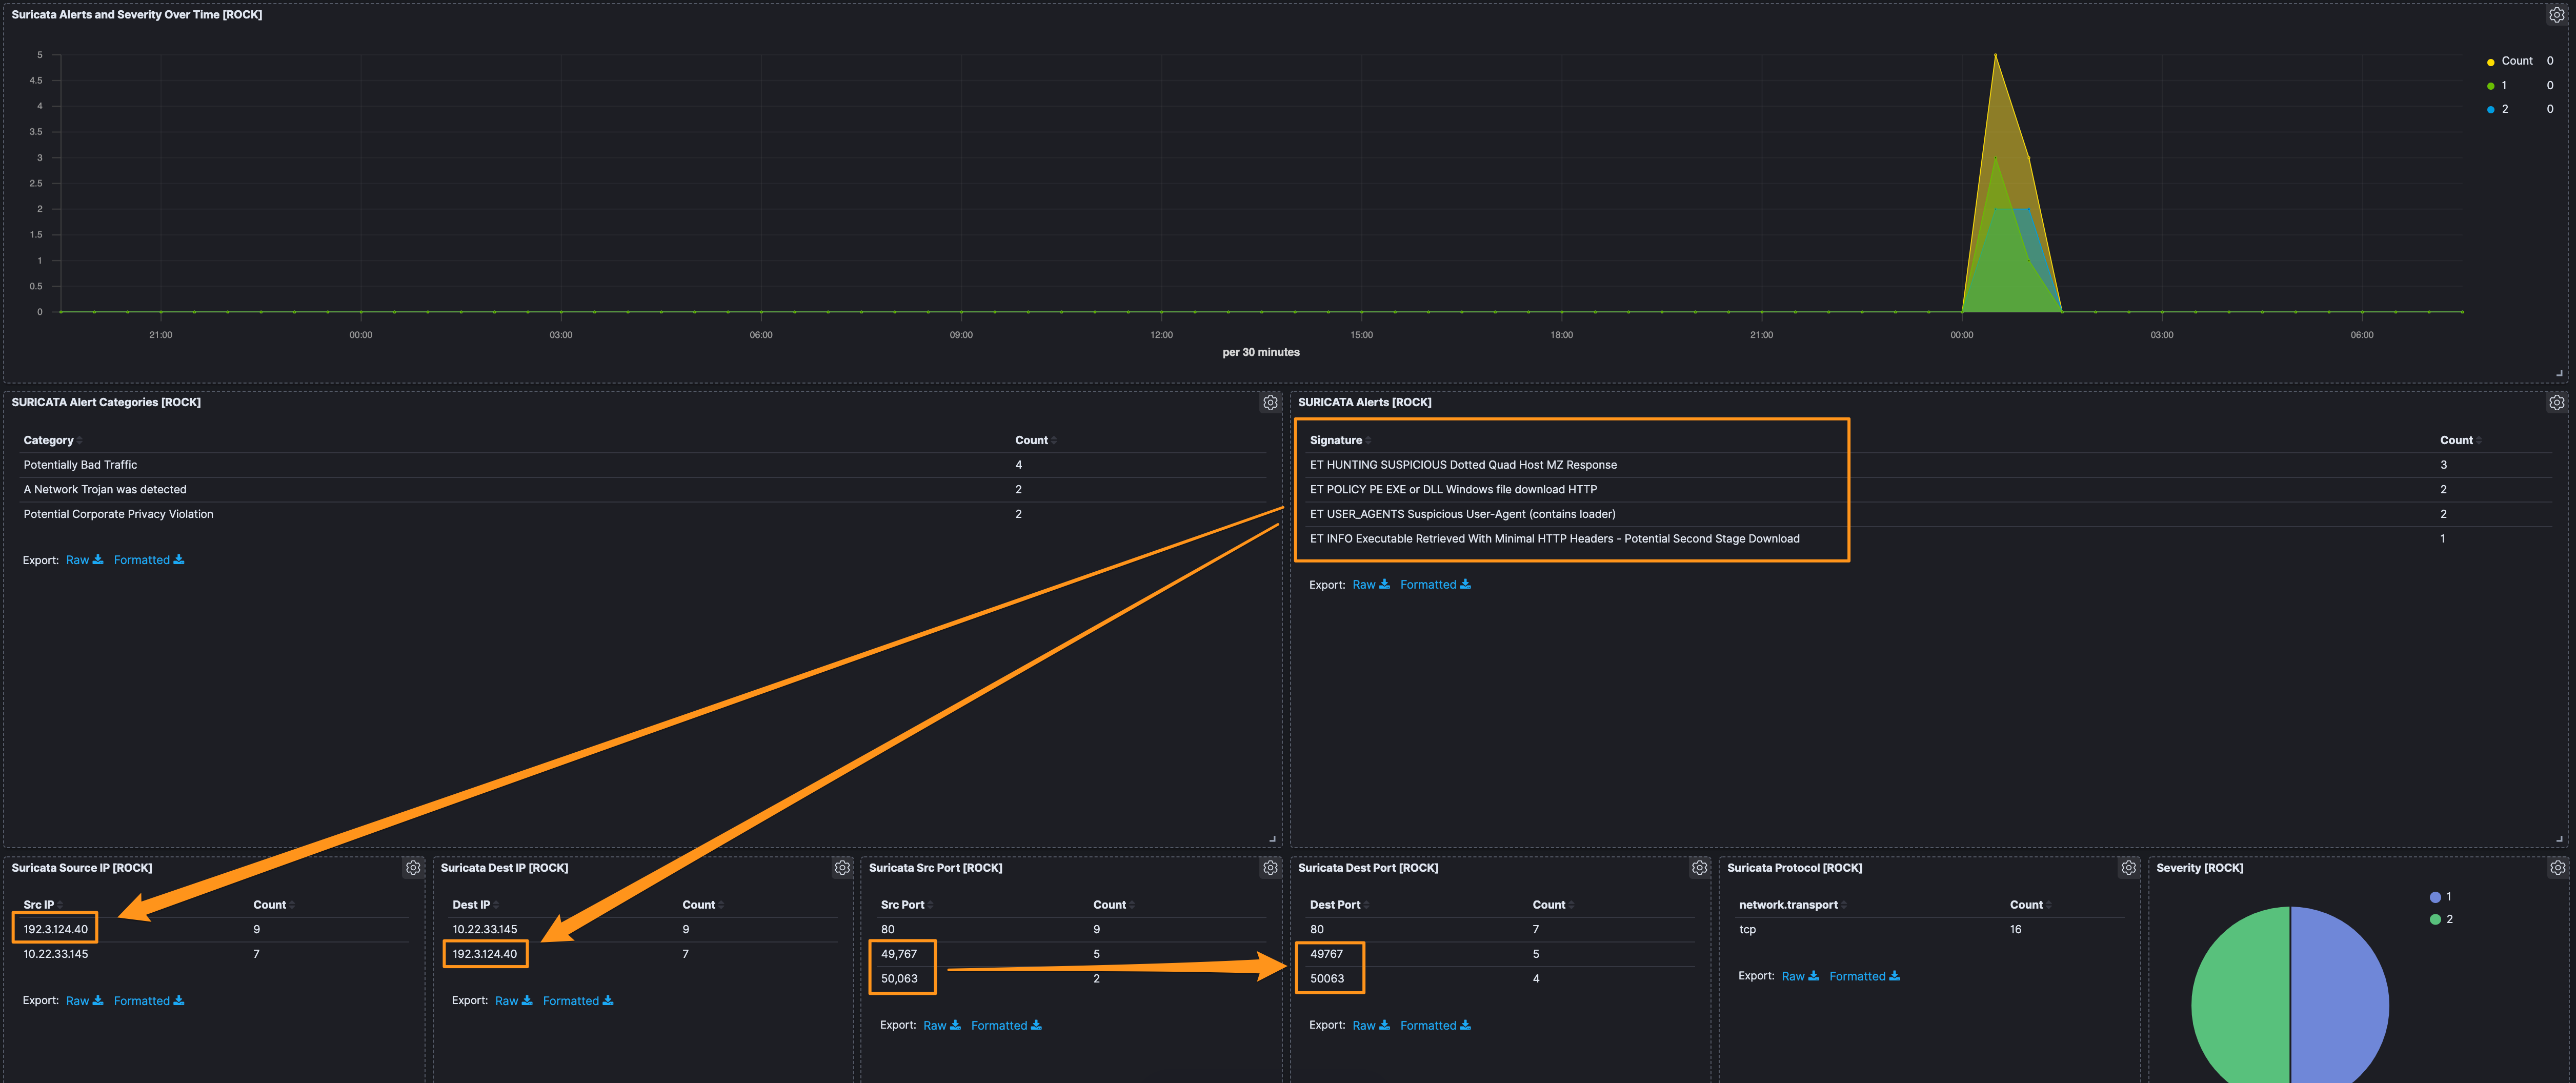 Suricata Alerts and Severity Over Time [ROCK]
5
4.5
4
3.5
3
2.5
2
1.5
1
0.5
0
21:00 00:00 03:00 06:00 09:00 12:00 15:00 18:00 21:00 00:00 03:00 06:00
per 30 minutes
Count 0
1 0
2 0
SURICATA Alert Categories [ROCK]
Category Count
Potentially Bad Traffic 4
A Network Trojan was detected 2
Potential Corporate Privacy Violation 2
Export: Raw Formatted
SURICATA Alerts [ROCK]
Signature Count
ET HUNTING SUSPICIOUS Dotted Quad Host MZ Response 3
ET POLICY PE EXE or DLL Windows file download HTTP 2
ET USER_AGENTS Suspicious User-Agent (contains loader) 2
ET INFO Executable Retrieved With Minimal HTTP Headers - Potential Second Stage Download 1
Export: Raw Formatted
Suricata Source IP [ROCK]
Src IP Count
192.3.124.40 9
10.22.33.145 7
Export: Raw Formatted
Suricata Dest IP [ROCK]
Dest IP Count
10.22.33.145 9
192.3.124.40 7
Export: Raw Formatted
Suricata Src Port [ROCK]
Src Port Count
80 9
49,767 5
50,063 2
Export: Raw Formatted
Suricata Dest Port [ROCK]
Dest Port Count
80 7
49767 5
50063 4
Export: Raw Formatted
Suricata Protocol [ROCK]
network.transport Count
tcp 16
Export: Raw Formatted
Severity [ROCK]
1
2